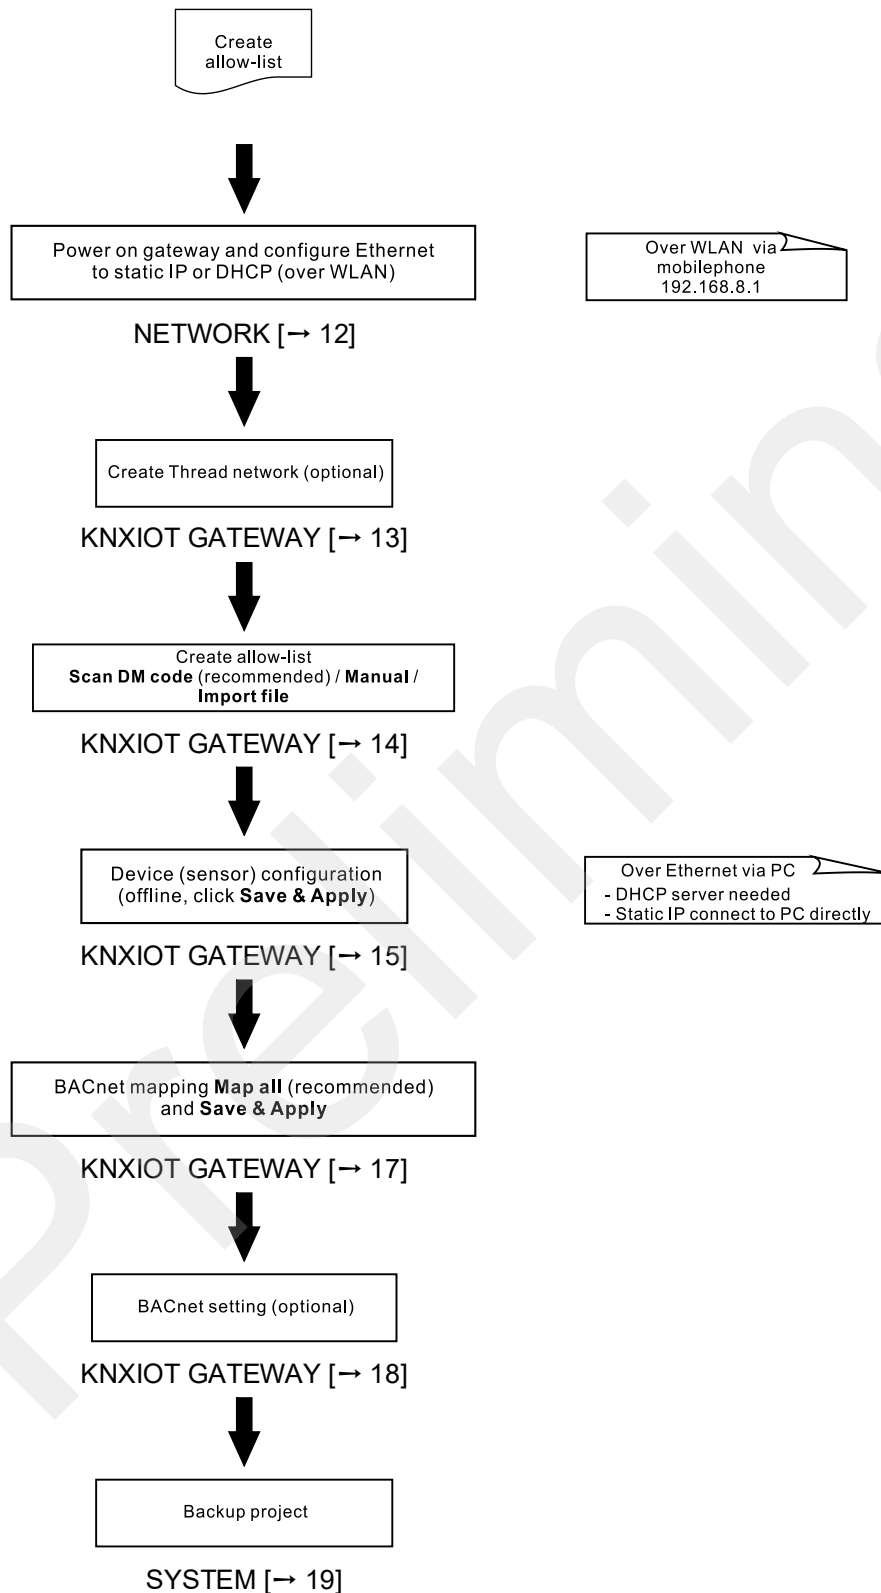 Create
allow-list
Power on gateway and configure Ethernet
to static IP or DHCP (over WLAN)
Over WLAN via
mobilephone
192.168.8.1
NETWORK [→ 12]
Create Thread network (optional)
KNXIOT GATEWAY [→ 13]
Create allow-list
Scan DM code (recommended) / Manual /
Import file
KNXIOT GATEWAY [→ 14]
Device (sensor) configuration
(offline, click Save & Apply)
Over Ethernet via PC
- DHCP server needed
- Static IP connect to PC directly
KNXIOT GATEWAY [→ 15]
BACnet mapping Map all (recommended)
and Save & Apply
KNXIOT GATEWAY [→ 17]
BACnet setting (optional)
KNXIOT GATEWAY [→ 18]
Backup project
SYSTEM [→ 19]
Prelimin